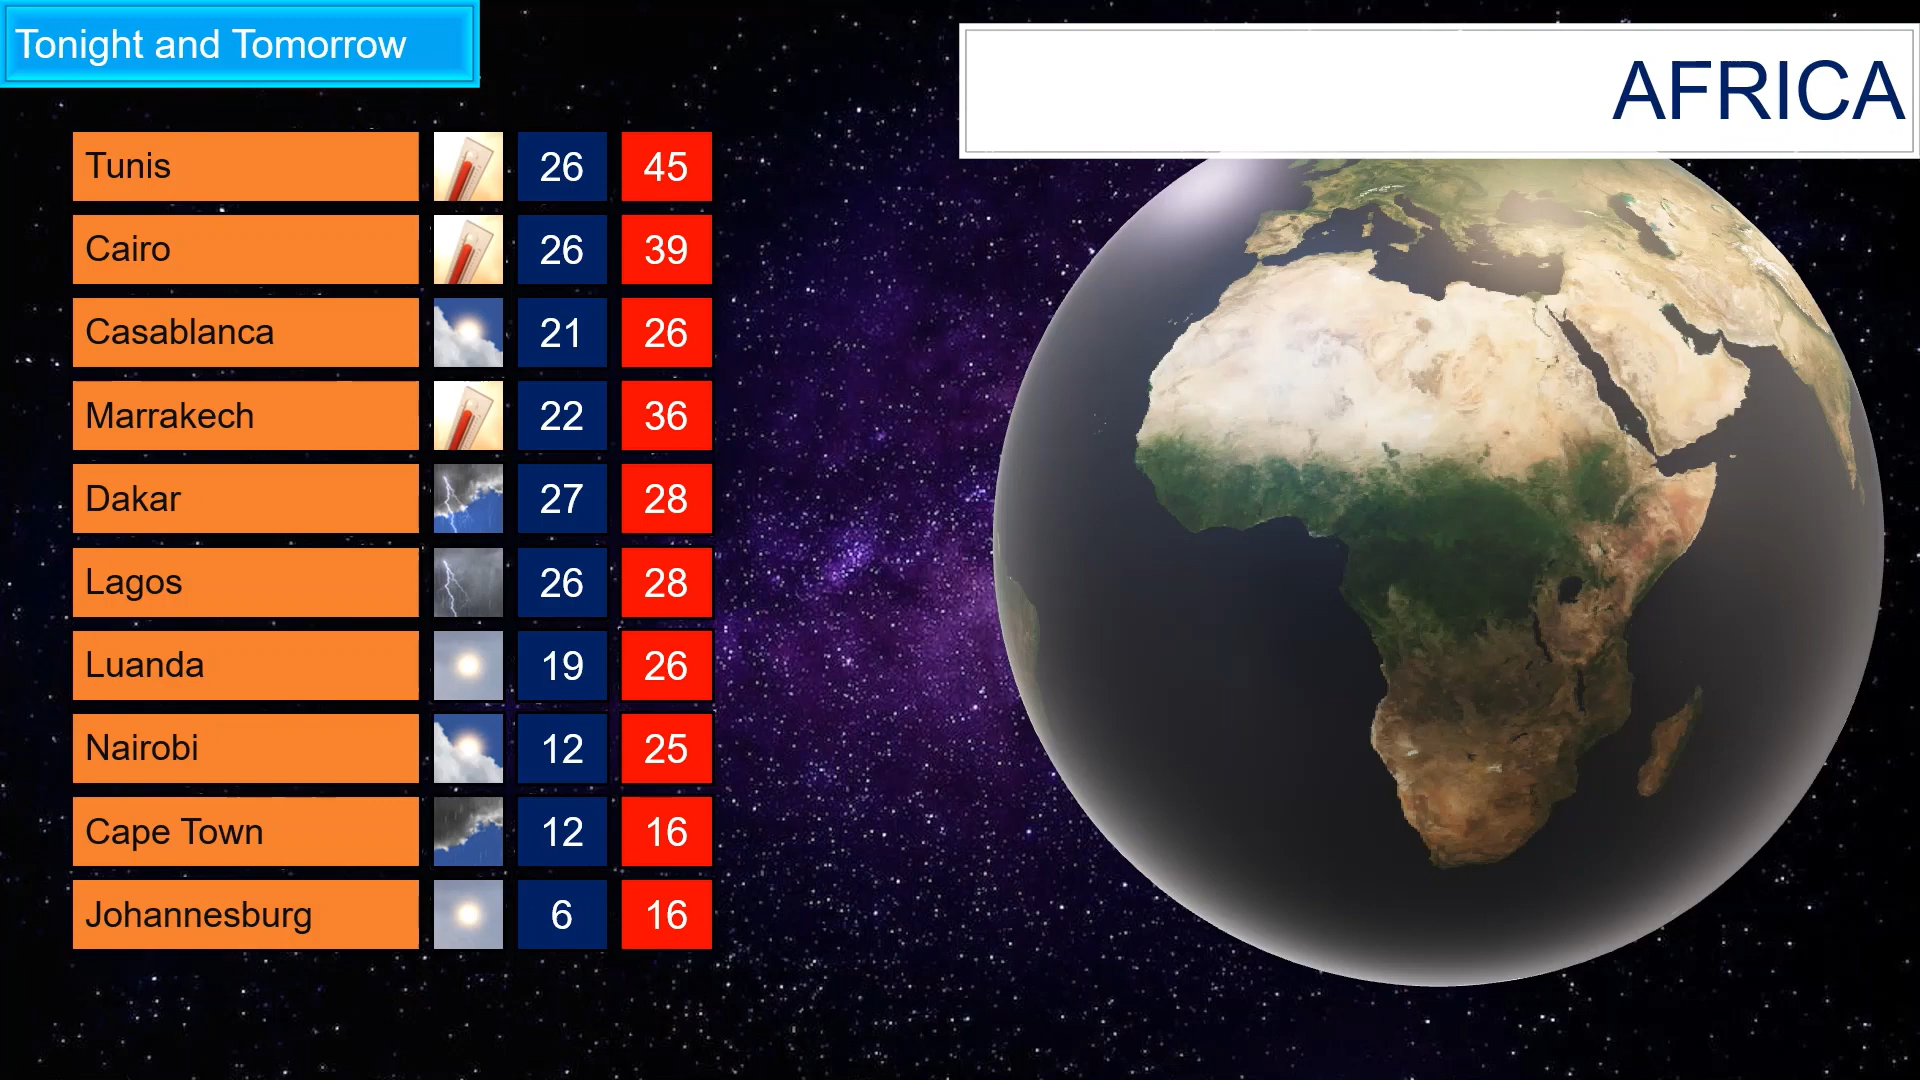 Tonight and Tomorrow
AFRICA
Tunis 26 45
Cairo 26 39
Casablanca 21 26
Marrakech 22 36
Dakar 27 28
Lagos 26 28
Luanda 19 26
Nairobi 12 25
Cape Town 12 16
Johannesburg 6 16